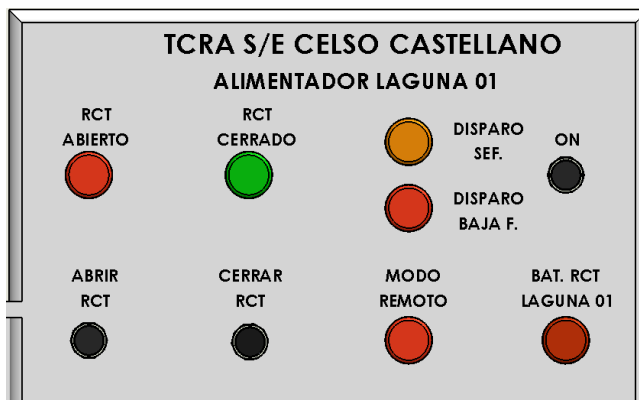 TCRA S/E CELSO CASTELLANO
ALIMENTADOR LAGUNA 01
RCT
ABIERTO
RCT
CERRADO
DISPARO
SEF.
ON
DISPARO
BAJA F.
ABRIR
RCT
CERRAR
RCT
MODO
REMOTO
BAT. RCT
LAGUNA 01